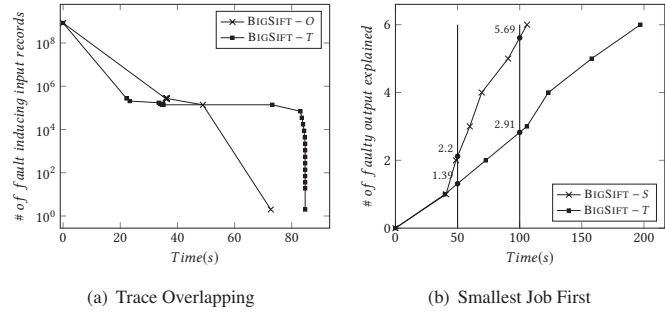 BIGSIFT − O
BIGSIFT − T
# of fault inducing input records
10^8
10^6
10^4
10^2
10^0
0
20
40
60
80
Time(s)
(a) Trace Overlapping
# of faulty output explained
6
4
2
0
5.69
2.91
2.2
1.39
BIGSIFT − S
BIGSIFT − T
0
50
100
150
200
Time(s)
(b) Smallest Job First